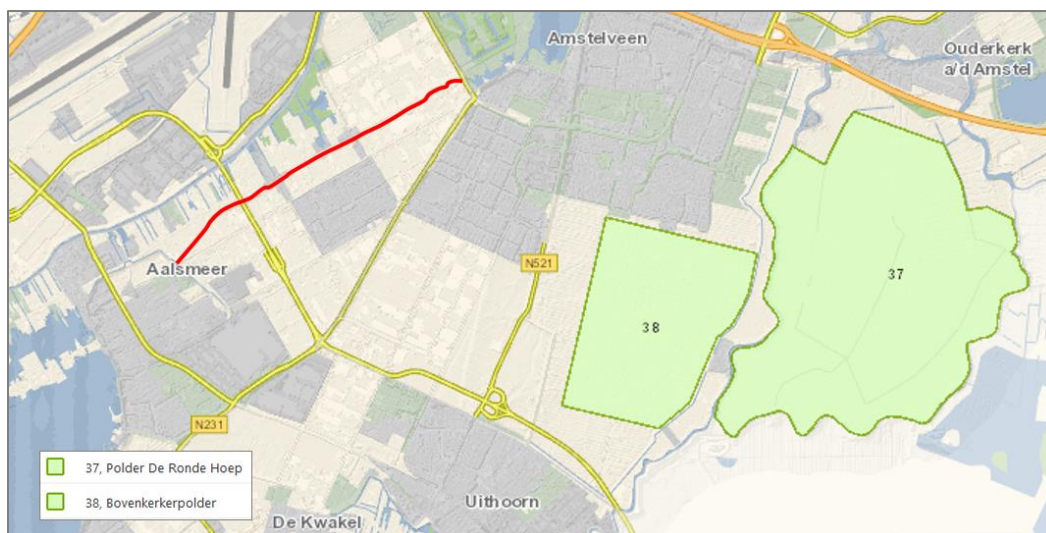 Amstelveen
Ouderkerk
a/d Amstel
37
Aalsmeer
N521
38
N231
37, Polder De Ronde Hoep
38, Bovenkerkerpolder
Uithoorn
De Kwakel